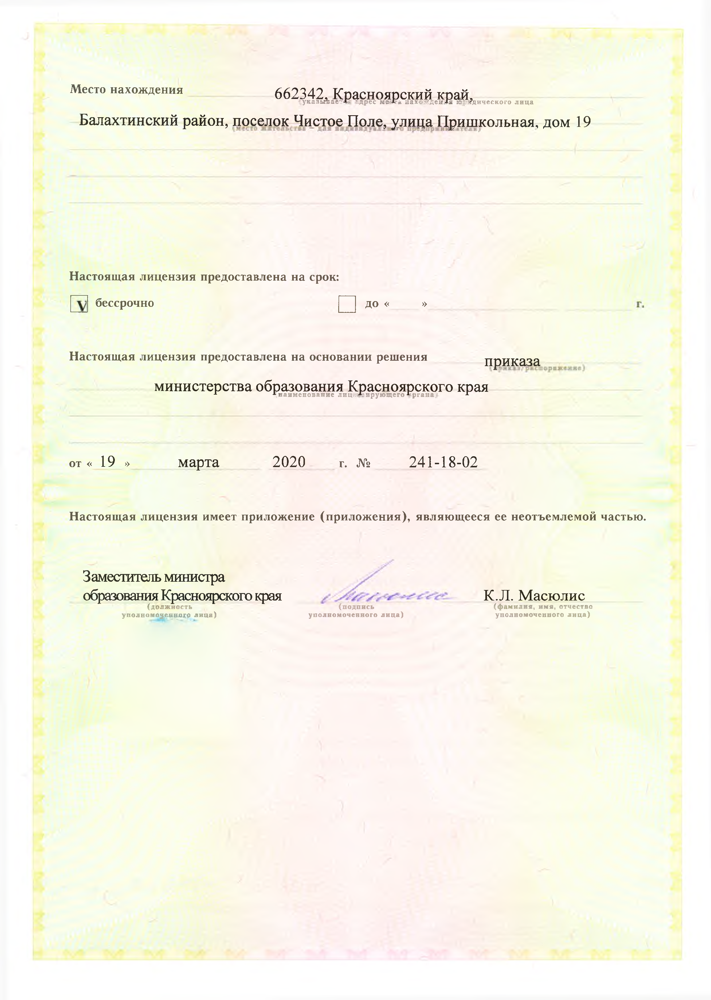 Место нахождения 662342, Красноярский край,
(указывается адрес места нахождения юридического лица
Балахтинский район, поселок Чистое Поле, улица Пришкольная, дом 19
(место жительства – для индивидуального предпринимателя)
Настоящая лицензия предоставлена на срок:
V бессрочно до « » г.
Настоящая лицензия предоставлена на основании решения приказа
(приказ/распоряжение)
министерства образования Красноярского края
(наименование лицензирующего органа)
от « 19 » марта 2020 г. № 241-18-02
Настоящая лицензия имеет приложение (приложения), являющееся ее неотъемлемой частью.
Заместитель министра
образования Красноярского края К.Л. Масюлис
(должность (подпись (фамилия, имя, отчество
уполномоченного лица) уполномоченного лица) уполномоченного лица)